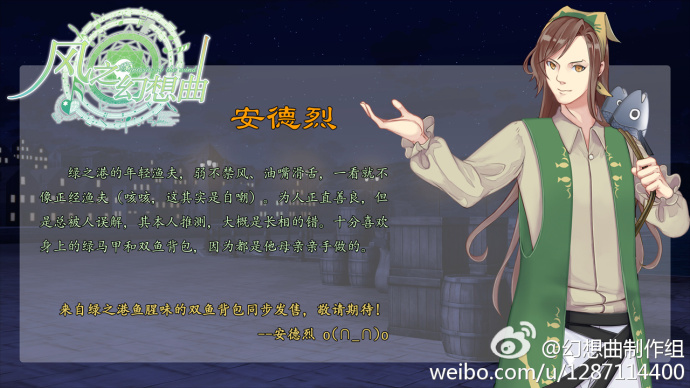 风之幻想曲
安德烈
绿之港的年轻渔夫，弱不禁风、油嘴滑舌，一看就不
像正经渔夫（咳咳，这其实是自嘲）。为人正直善良，但
是总被人误解，其本人推测，大概是长相的错。十分喜欢
身上的绿马甲和双鱼背包，因为都是他母亲亲手做的。
来自绿之港鱼腥味的双鱼背包同步发售，敬请期待！
--安德烈 o(∩_∩)o
@幻想曲制作组
weibo.com/u/1287114400